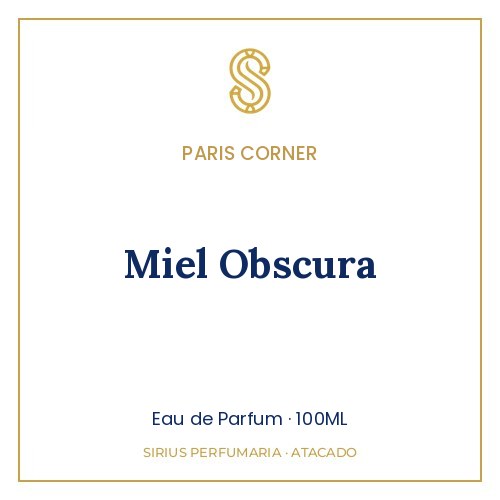 PARIS CORNER
Miel Obscura
Eau de Parfum · 100ML
SIRIUS PERFUMARIA · ATACADO